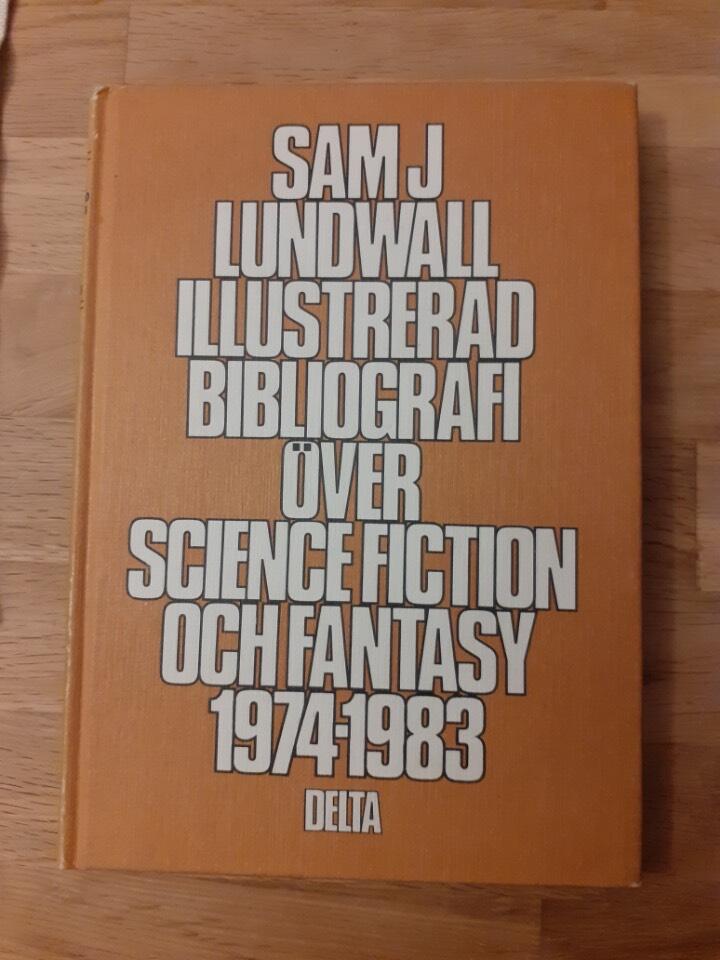 SAM J
LUNDWALL
ILLUSTRERAD
BIBLIOGRAFI
ÖVER
SCIENCE FICTION
OCH FANTASY
1974-1983
DELTA